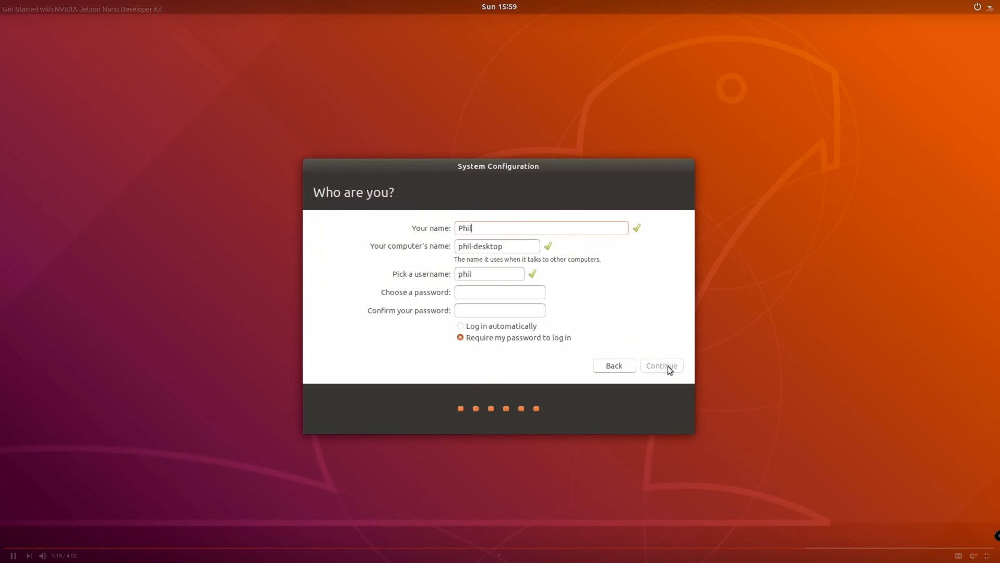 Get Started with NVIDIA Jetson Nano Developer Kit
Sun 15:59
System Configuration
Who are you?
Your name: Phil
Your computer's name: phil-desktop
The name it uses when it talks to other computers.
Pick a username: phil
Choose a password:
Confirm your password:
Log in automatically
Require my password to log in
Back Continue
3:15 / 4:02